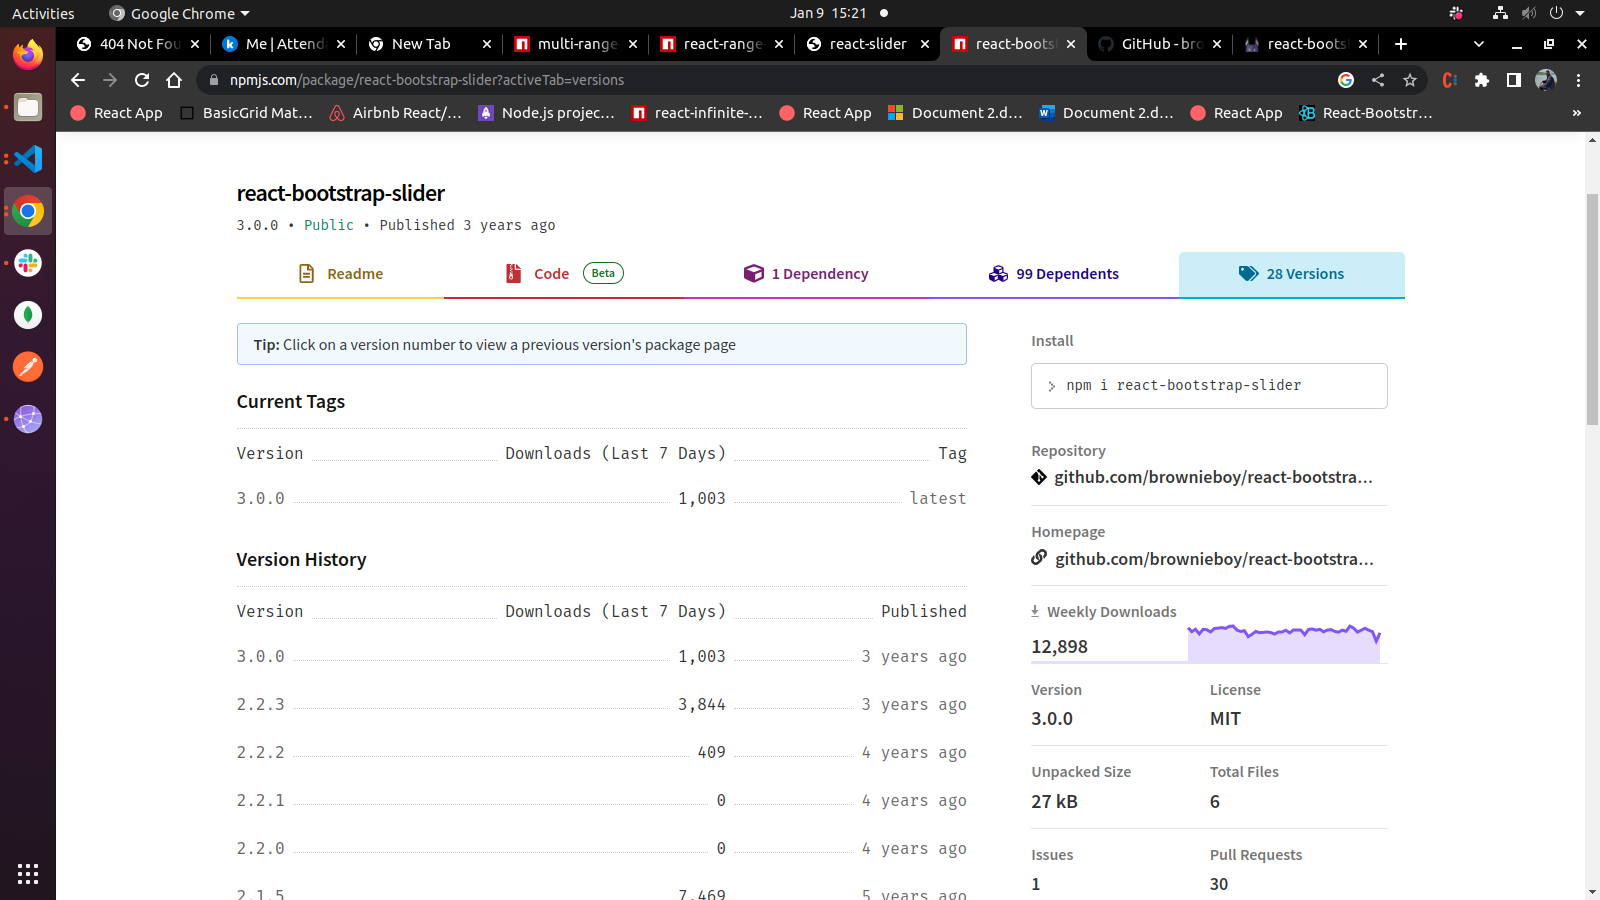 Activities
Google Chrome
Jan 9 15:21
404 Not Fou
Me | Attenda
New Tab
multi-range
react-range-
react-slider
react-boots
GitHub - bro
react-boots
npmjs.com/package/react-bootstrap-slider?activeTab=versions
React App
BasicGrid Mat...
Airbnb React/...
Node.js projec...
react-infinite-...
React App
Document 2.d...
Document 2.d...
React App
React-Bootstr...
»
react-bootstrap-slider
3.0.0 • Public • Published 3 years ago
Readme
Code Beta
1 Dependency
99 Dependents
28 Versions
Tip: Click on a version number to view a previous version's package page
Current Tags
Version Downloads (Last 7 Days) Tag
3.0.0 1,003 latest
Version History
Version Downloads (Last 7 Days) Published
3.0.0 1,003 3 years ago
2.2.3 3,844 3 years ago
2.2.2 409 4 years ago
2.2.1 0 4 years ago
2.2.0 0 4 years ago
2.1.5 7,469 5 years ago
Install
npm i react-bootstrap-slider
Repository
github.com/brownieboy/react-bootstra...
Homepage
github.com/brownieboy/react-bootstra...
Weekly Downloads
12,898
Version License
3.0.0 MIT
Unpacked Size Total Files
27 kB 6
Issues Pull Requests
1 30